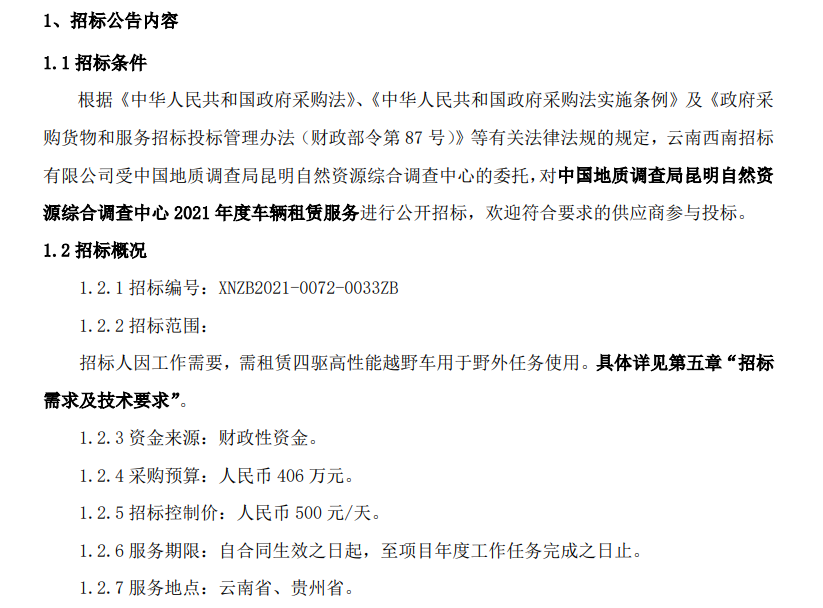 1、招标公告内容
1.1 招标条件
根据《中华人民共和国政府采购法》、《中华人民共和国政府采购法实施条例》及《政府采
购货物和服务招标投标管理办法（财政部令第 87 号）》等有关法律法规的规定，云南西南招标
有限公司受中国地质调查局昆明自然资源综合调查中心的委托，对中国地质调查局昆明自然资
源综合调查中心 2021 年度车辆租赁服务进行公开招标，欢迎符合要求的供应商参与投标。
1.2 招标概况
1.2.1 招标编号：XNZB2021-0072-0033ZB
1.2.2 招标范围：
招标人因工作需要，需租赁四驱高性能越野车用于野外任务使用。具体详见第五章“招标
需求及技术要求”。
1.2.3 资金来源：财政性资金。
1.2.4 采购预算：人民币 406 万元。
1.2.5 招标控制价：人民币 500 元/天。
1.2.6 服务期限：自合同生效之日起，至项目年度工作任务完成之日止。
1.2.7 服务地点：云南省、贵州省。